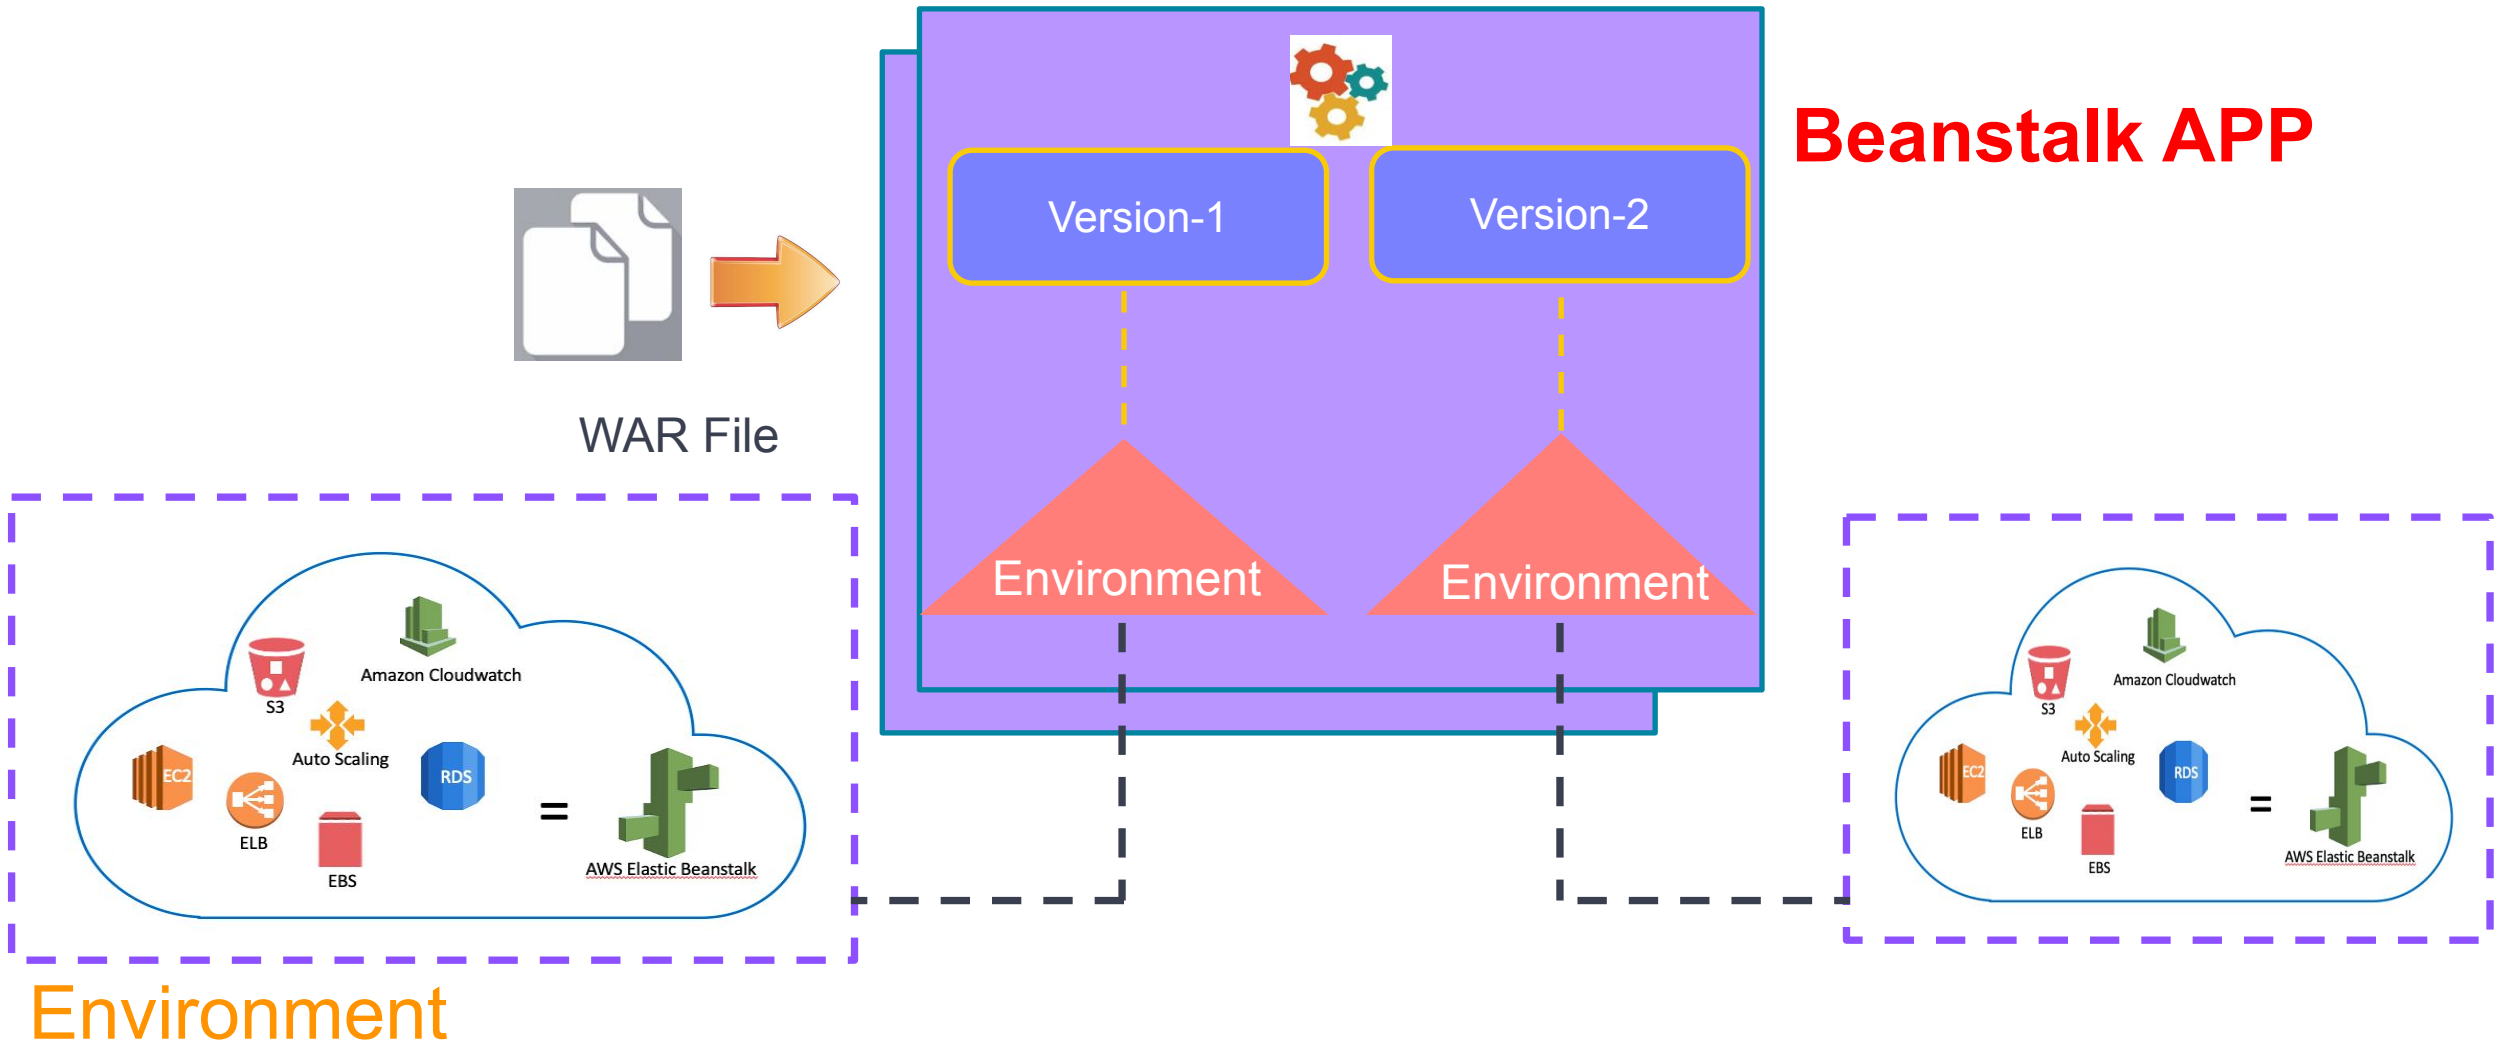 Beanstalk APP
Version-1
Version-2
WAR File
Environment
Environment
Amazon Cloudwatch
S3
Auto Scaling
EC2
RDS
ELB
=
AWS Elastic Beanstalk
EBS
Amazon Cloudwatch
S3
Auto Scaling
EC2
RDS
ELB
=
AWS Elastic Beanstalk
EBS
Environment